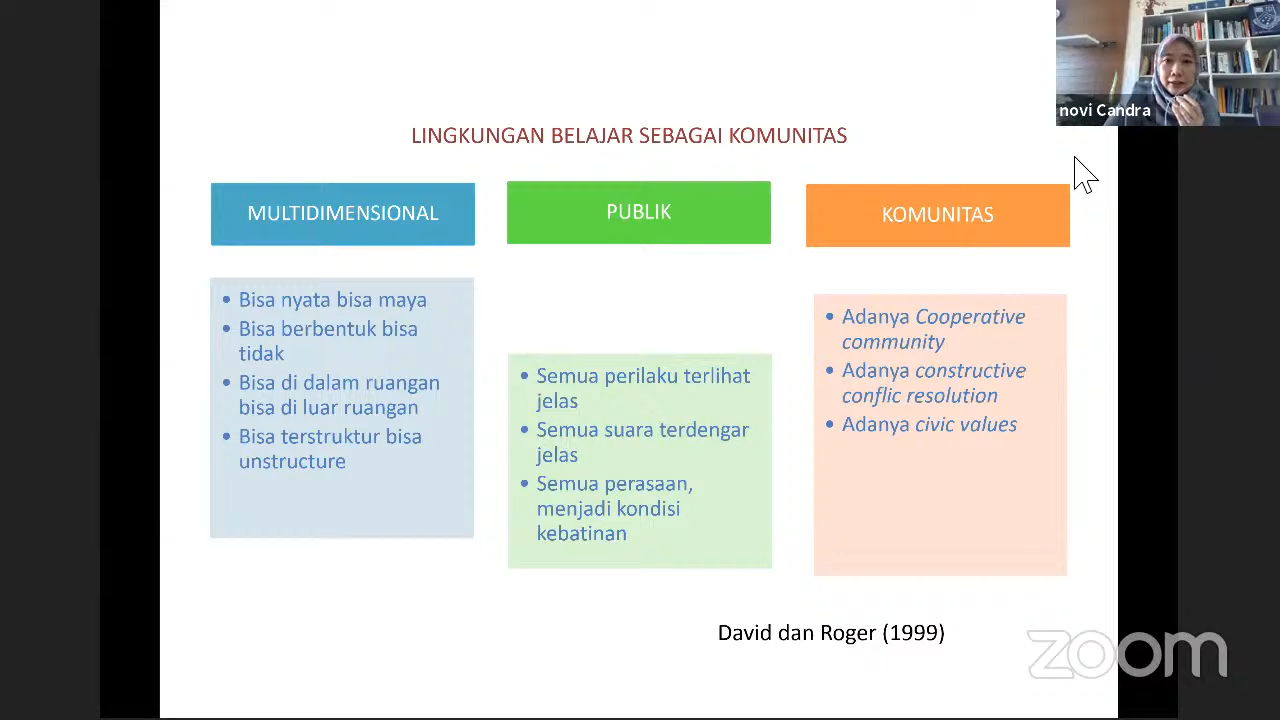 novi Candra
LINGKUNGAN BELAJAR SEBAGAI KOMUNITAS
MULTIDIMENSIONAL
• Bisa nyata bisa maya
• Bisa berbentuk bisa
tidak
• Bisa di dalam ruangan
bisa di luar ruangan
• Bisa terstruktur bisa
unstructure
PUBLIK
• Semua perilaku terlihat
jelas
• Semua suara terdengar
jelas
• Semua perasaan,
menjadi kondisi
kebatinan
KOMUNITAS
• Adanya Cooperative
community
• Adanya constructive
conflic resolution
• Adanya civic values
David dan Roger (1999)
zoom